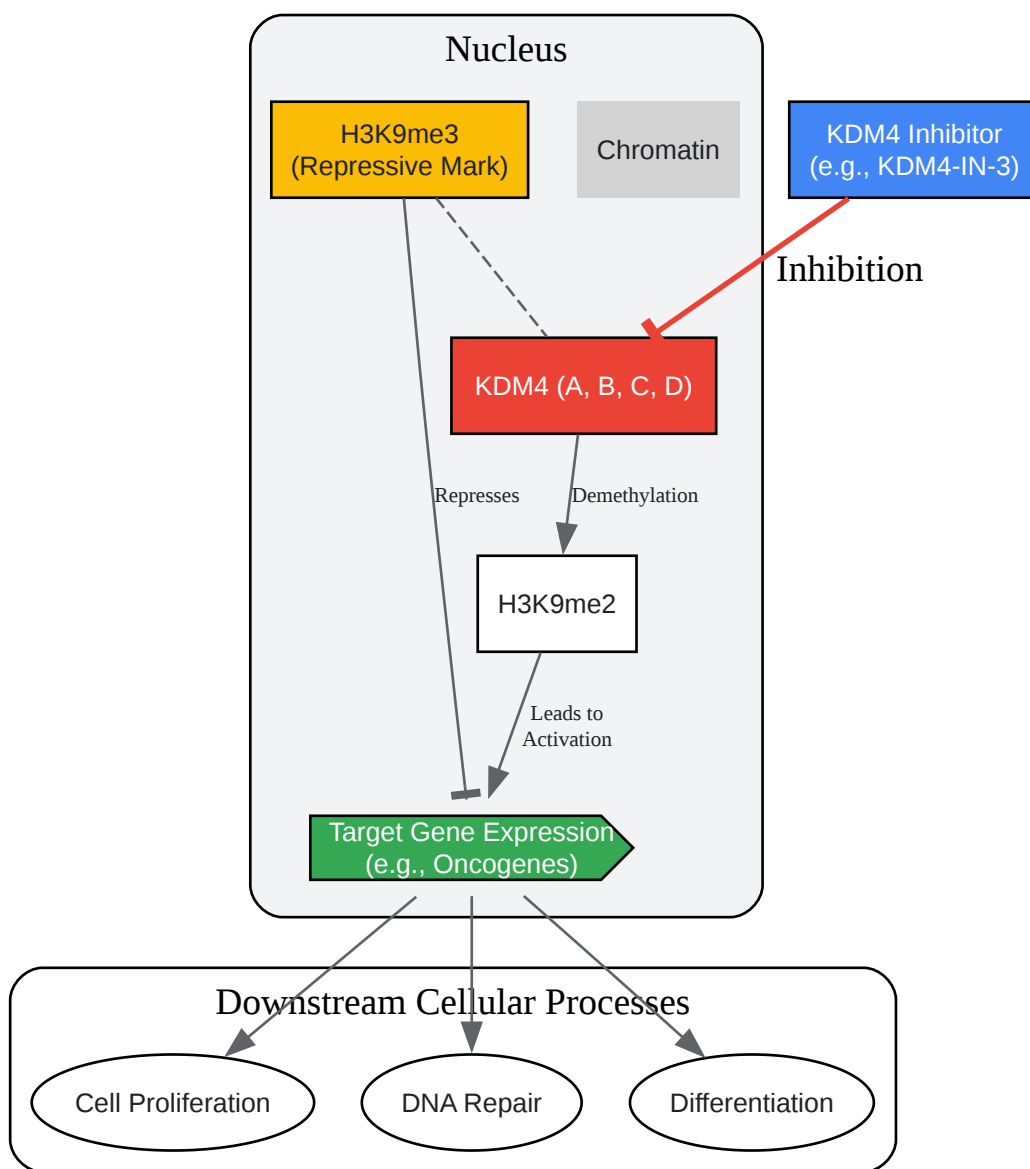 Nucleus
H3K9me3
(Repressive Mark)
Chromatin
KDM4 Inhibitor
(e.g., KDM4-IN-3)
Inhibition
KDM4 (A, B, C, D)
Represses
Demethylation
H3K9me2
Leads to
Activation
Target Gene Expression
(e.g., Oncogenes)
Downstream Cellular Processes
Cell Proliferation
DNA Repair
Differentiation